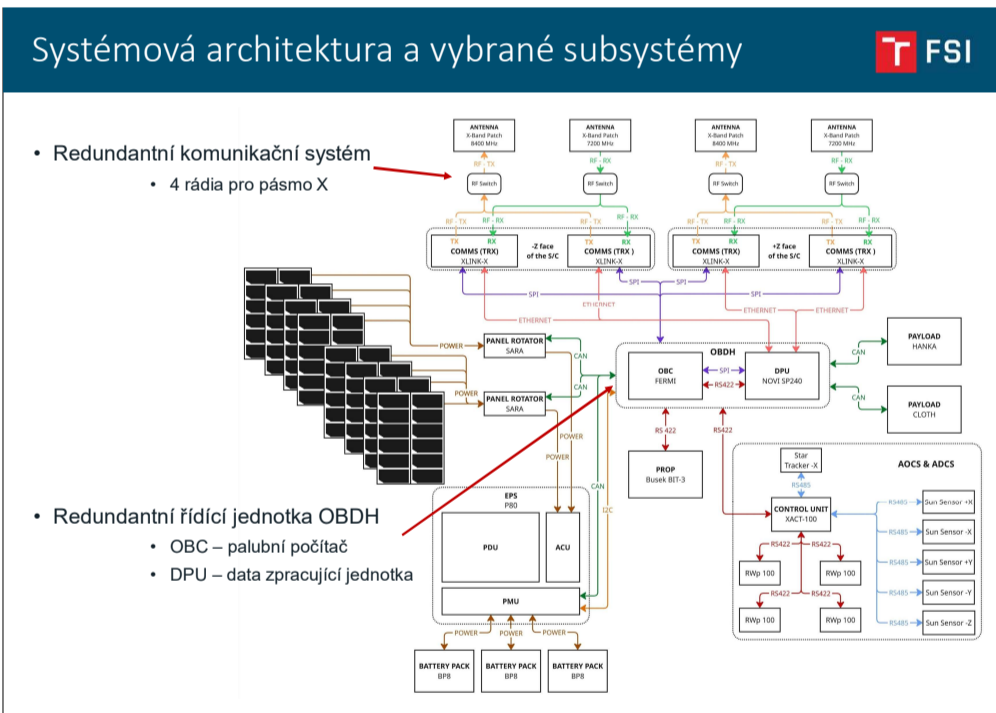 Systémová architektura a vybrané subsystémy
FSI
• Redundantní komunikační systém
• 4 rádia pro pásmo X
ANTENNA
X-Band Patch
8400 MHz
ANTENNA
X-Band Patch
7200 MHz
ANTENNA
X-Band Patch
8400 MHz
ANTENNA
X-Band Patch
7200 MHz
RF - TX
RF - RX
RF - TX
RF - RX
RF Switch
RF Switch
RF Switch
RF Switch
RF - TX
RF - RX
RF - TX
RF - RX
RF - TX
RF - RX
RF - TX
RF - RX
TX
RX
COMMS (TRX)
XLINK-X
-Z face
of the S/C
TX
RX
COMMS (TRX )
XLINK-X
TX
RX
COMMS (TRX)
XLINK-X
+Z face
of the S/C
TX
RX
COMMS (TRX )
XLINK-X
SPI
SPI
SPI
SPI
ETHERNET
ETHERNET
ETHERNET
ETHERNET
POWER
PANEL ROTATOR
SARA
CAN
CAN
POWER
PANEL ROTATOR
SARA
POWER
POWER
OBDH
OBC
FERMI
SPI
RS422
DPU
NOVI SP240
CAN
PAYLOAD
HANKA
CAN
PAYLOAD
CLOTH
RS 422
RS422
PROP
Busek BIT-3
CAN
I2C
• Redundantní řídící jednotka OBDH
• OBC – palubní počítač
• DPU – data zpracující jednotka
EPS
P80
PDU
ACU
PMU
POWER
POWER
POWER
BATTERY PACK
BP8
BATTERY PACK
BP8
BATTERY PACK
BP8
AOCS & ADCS
Star
Tracker -X
RS485
CONTROL UNIT
XACT-100
RS422
RS422
RWp 100
RWp 100
RS422
RS422
RWp 100
RWp 100
RS485
Sun Sensor +X
RS485
Sun Sensor -X
RS485
Sun Sensor +Y
RS485
Sun Sensor -Y
RS485
Sun Sensor -Z